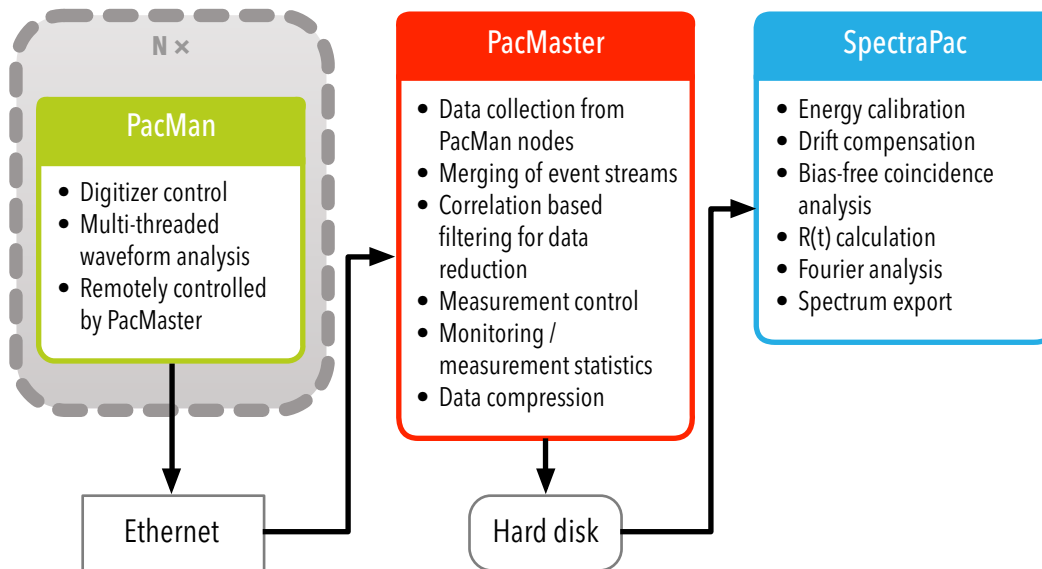 N ×
PacMan
• Digitizer control
• Multi-threaded
waveform analysis
• Remotely controlled
by PacMaster
Ethernet
PacMaster
• Data collection from
PacMan nodes
• Merging of event streams
• Correlation based
filtering for data
reduction
• Measurement control
• Monitoring /
measurement statistics
• Data compression
Hard disk
SpectraPac
• Energy calibration
• Drift compensation
• Bias-free coincidence
analysis
• R(t) calculation
• Fourier analysis
• Spectrum export